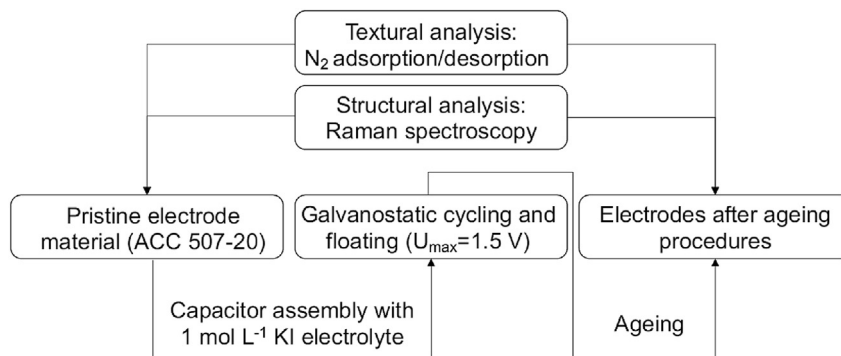 Textural analysis:
N₂ adsorption/desorption
Structural analysis:
Raman spectroscopy
Pristine electrode
material (ACC 507-20)
Galvanostatic cycling and
floating (Uₘₐₓ=1.5 V)
Electrodes after ageing
procedures
Capacitor assembly with
1 mol L⁻¹ KI electrolyte
Ageing